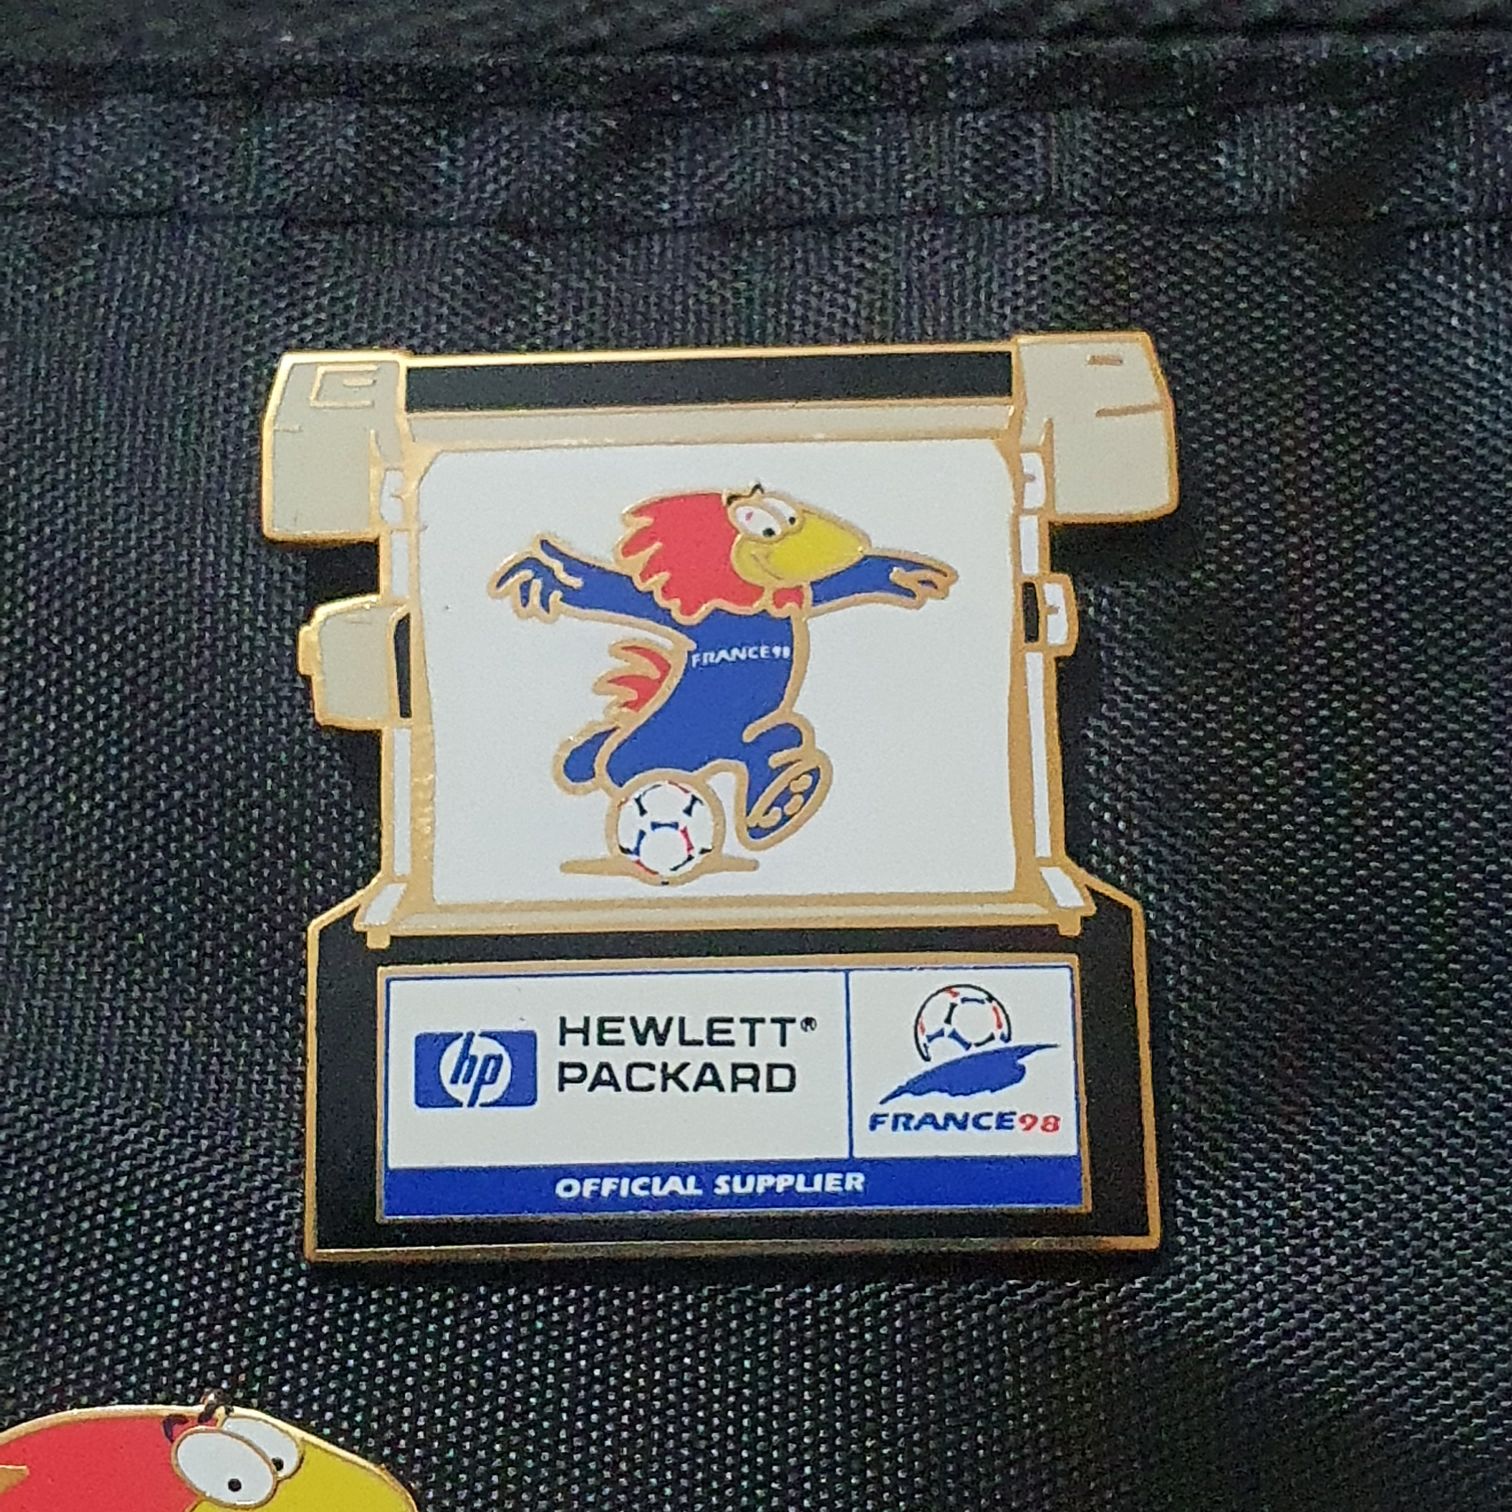 FRANCE98
hp
HEWLETT®
PACKARD
FRANCE98
OFFICIAL SUPPLIER